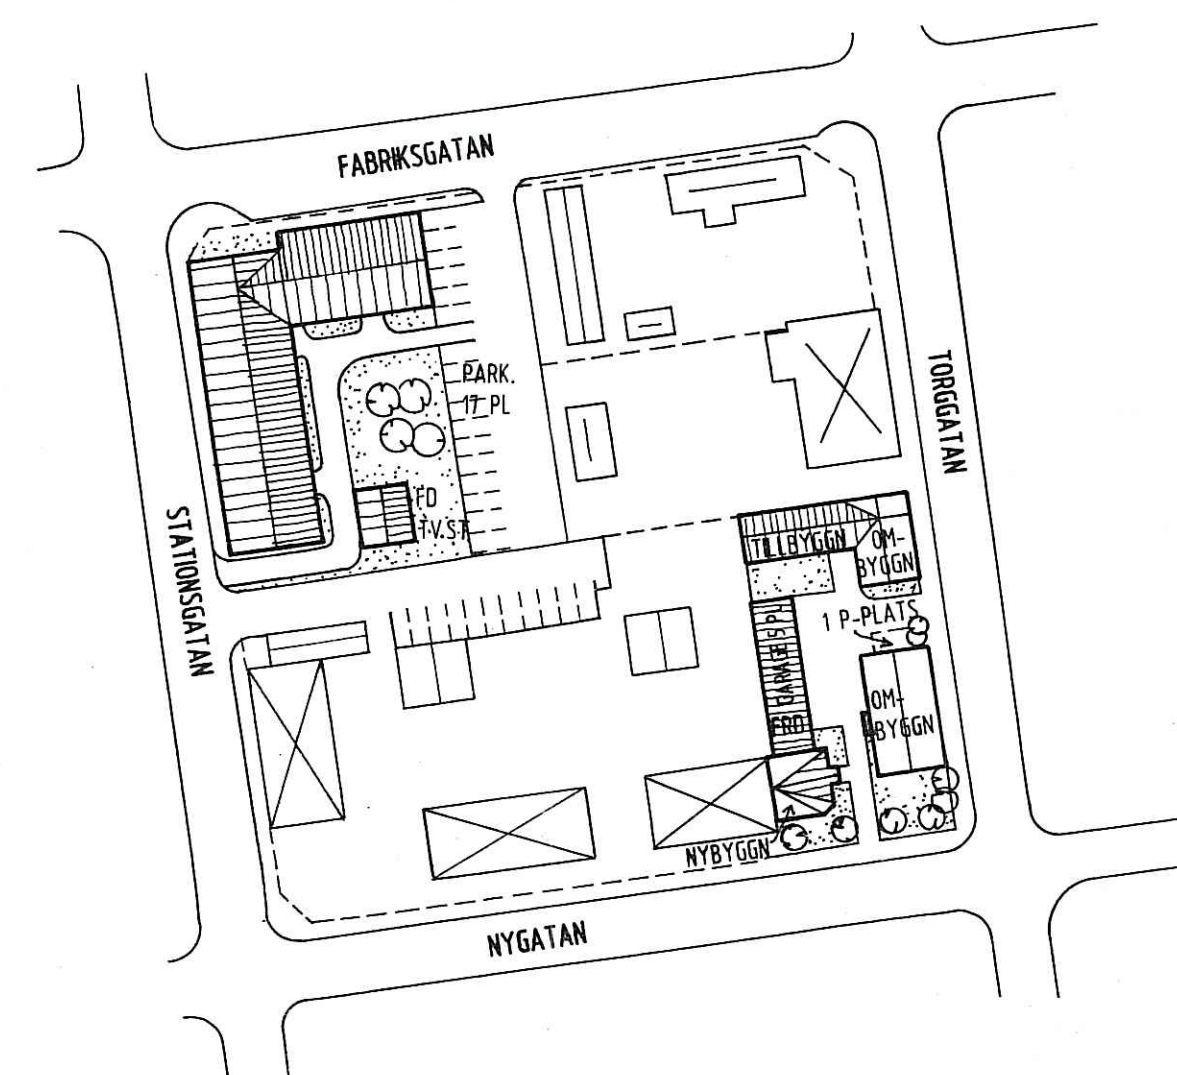 FABRIKSGATAN
PARK.
17 PL
TORGGATAN
FD
T.V.ST
STATIONSGATAN
TILLBYGGN
OM-
BYGGN
1 P-PLATS
GARAGE 5 PL
FRD
OM-
BYGGN
NYBYGGN
NYGATAN